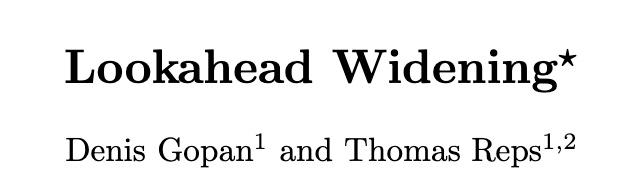 Lookahead Widening⋆
Denis Gopan¹ and Thomas Reps¹,²